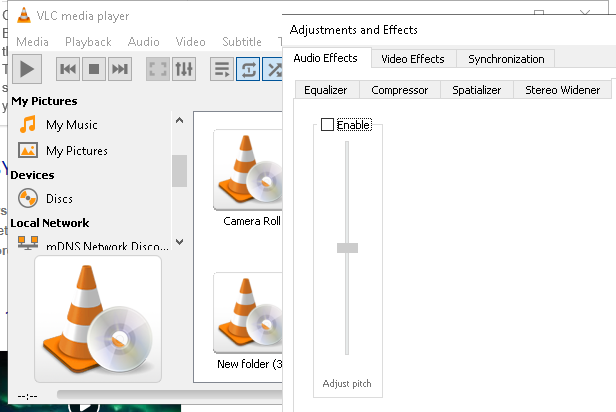 VLC media player
Media Playback Audio Video Subtitle
My Pictures
My Music
My Pictures
Devices
Discs
Local Network
mDNS Network Disco...
Camera Roll
New folder (3
--:--
Adjustments and Effects
Audio Effects Video Effects Synchronization
Equalizer Compressor Spatializer Stereo Widener
Enable
Adjust pitch